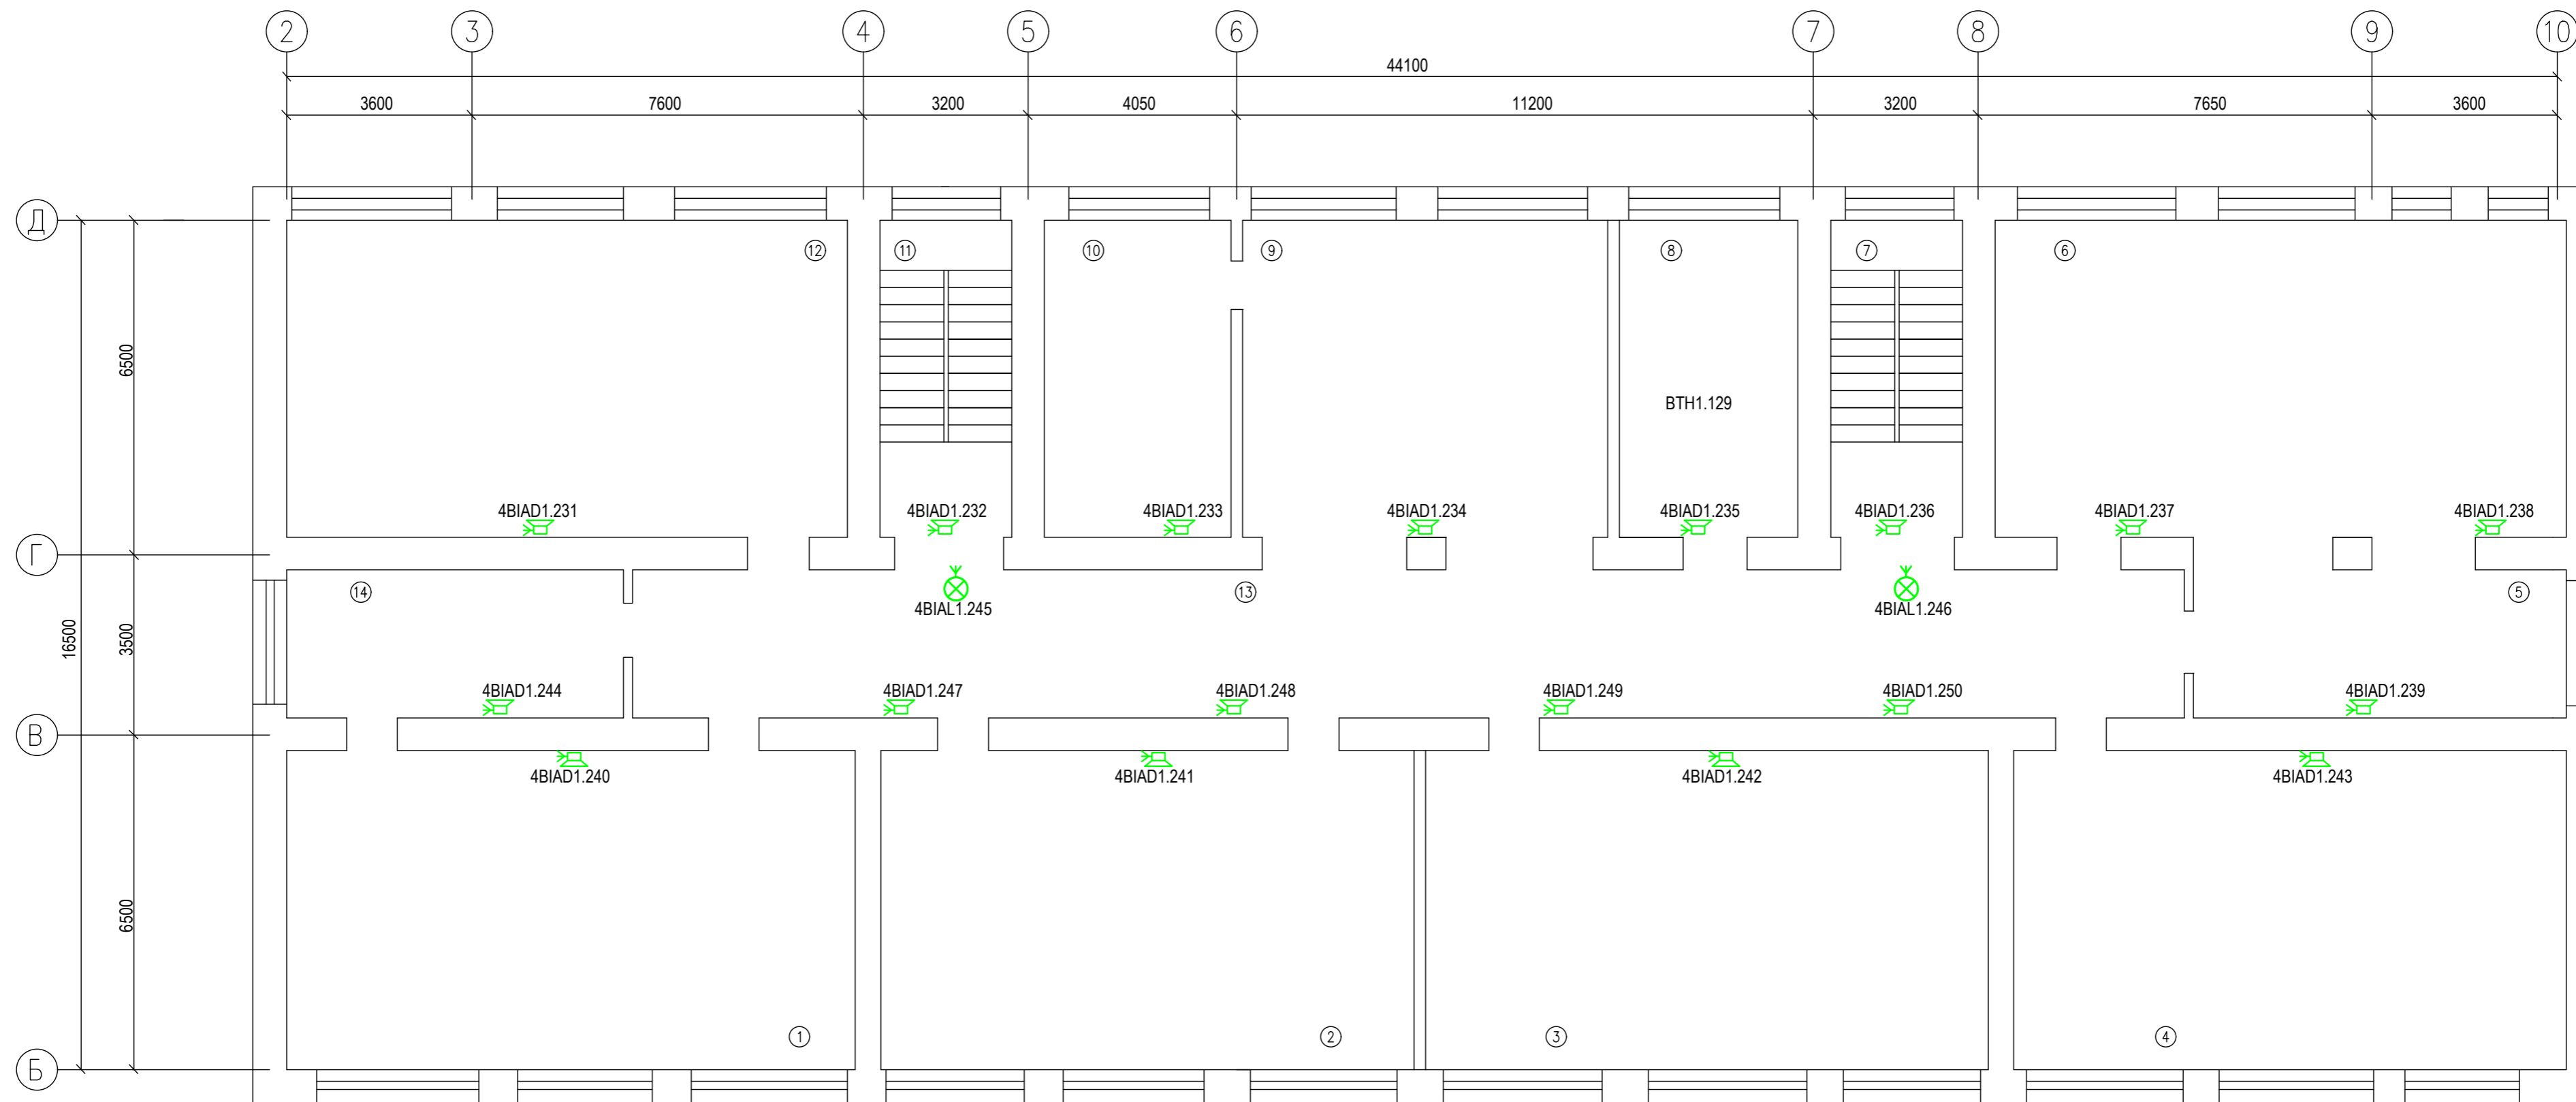 2 3 4 5 6 7 8 9 10
44100
3600 7600 3200 4050 11200 3200 7650 3600
Д
12 11 10 9 8 7 6
6500
BTH1.129
4BIAD1.231 4BIAD1.232 4BIAD1.233 4BIAD1.234 4BIAD1.235 4BIAD1.236 4BIAD1.237 4BIAD1.238
Г
14 13 5
4BIAL1.245 4BIAL1.246
16500 3500
4BIAD1.244 4BIAD1.247 4BIAD1.248 4BIAD1.249 4BIAD1.250 4BIAD1.239
В
4BIAD1.240 4BIAD1.241 4BIAD1.242 4BIAD1.243
6500
1 2 3 4
Б